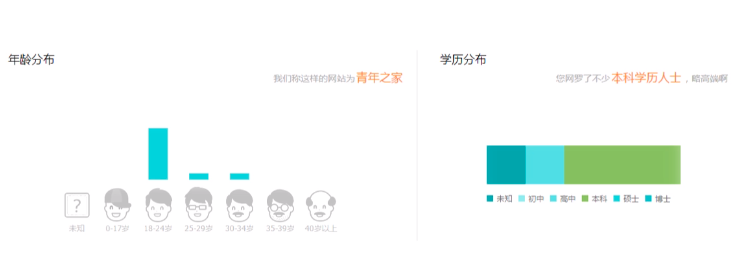 年龄分布
我们称这样的网站为 青年之家
?
未知 0-17岁 18-24岁 25-29岁 30-34岁 35-39岁 40岁以上
学历分布
您网罗了不少 本科学历人士，略高端啊
未知 初中 高中 本科 硕士 博士